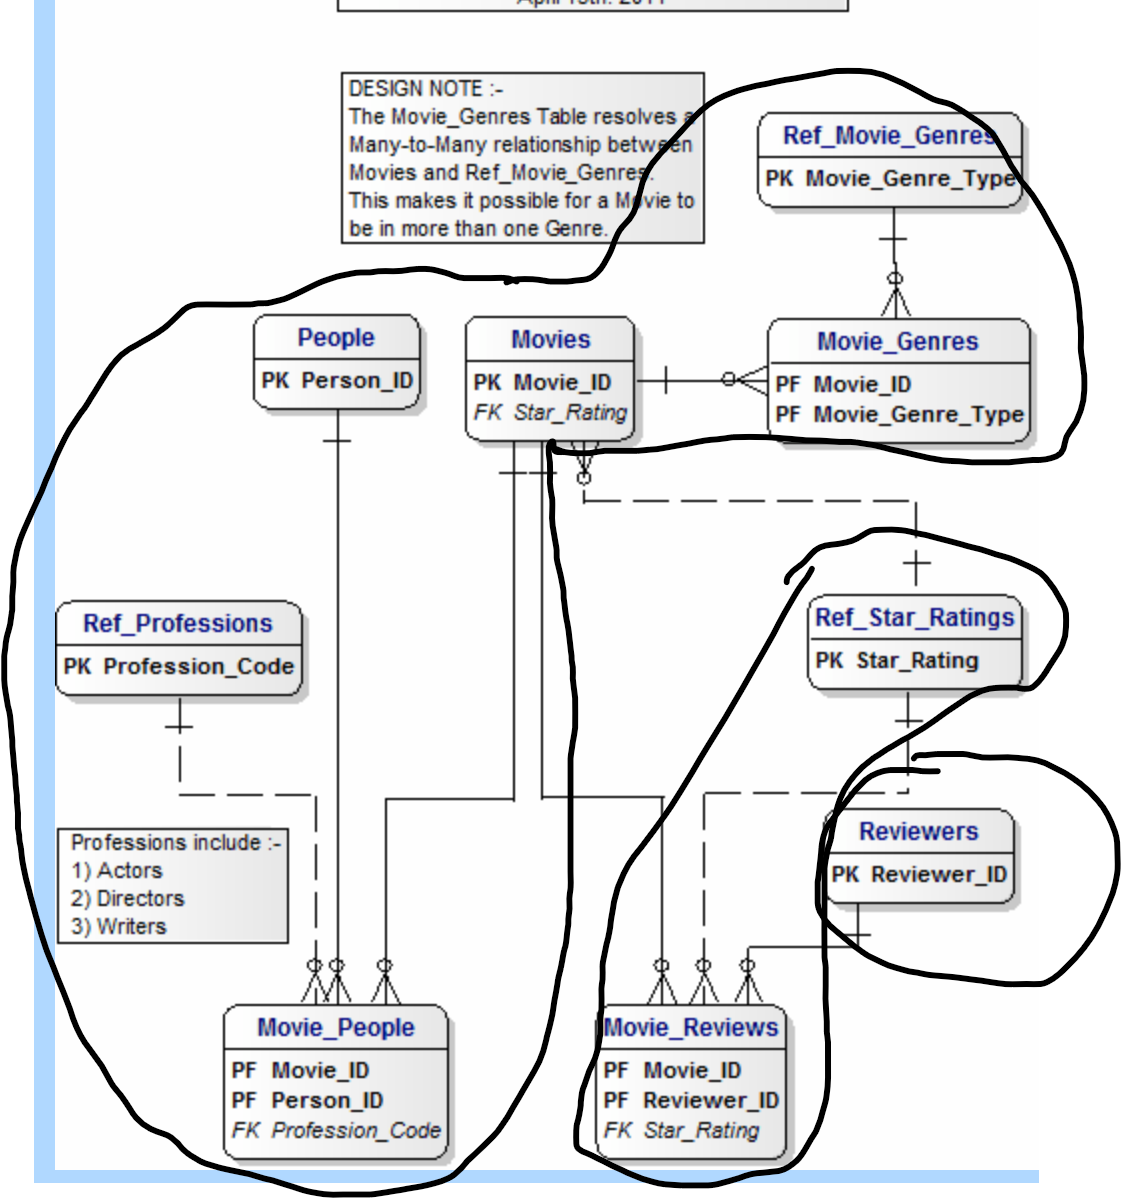 DESIGN NOTE :-
The Movie_Genres Table resolves a
Many-to-Many relationship between
Movies and Ref_Movie_Genres.
This makes it possible for a Movie to
be in more than one Genre.
Ref_Movie_Genres
PK Movie_Genre_Type
People
PK Person_ID
Movies
PK Movie_ID
FK Star_Rating
Movie_Genres
PF Movie_ID
PF Movie_Genre_Type
Ref_Professions
PK Profession_Code
Ref_Star_Ratings
PK Star_Rating
Professions include :-
1) Actors
2) Directors
3) Writers
Reviewers
PK Reviewer_ID
Movie_People
PF Movie_ID
PF Person_ID
FK Profession_Code
Movie_Reviews
PF Movie_ID
PF Reviewer_ID
FK Star_Rating